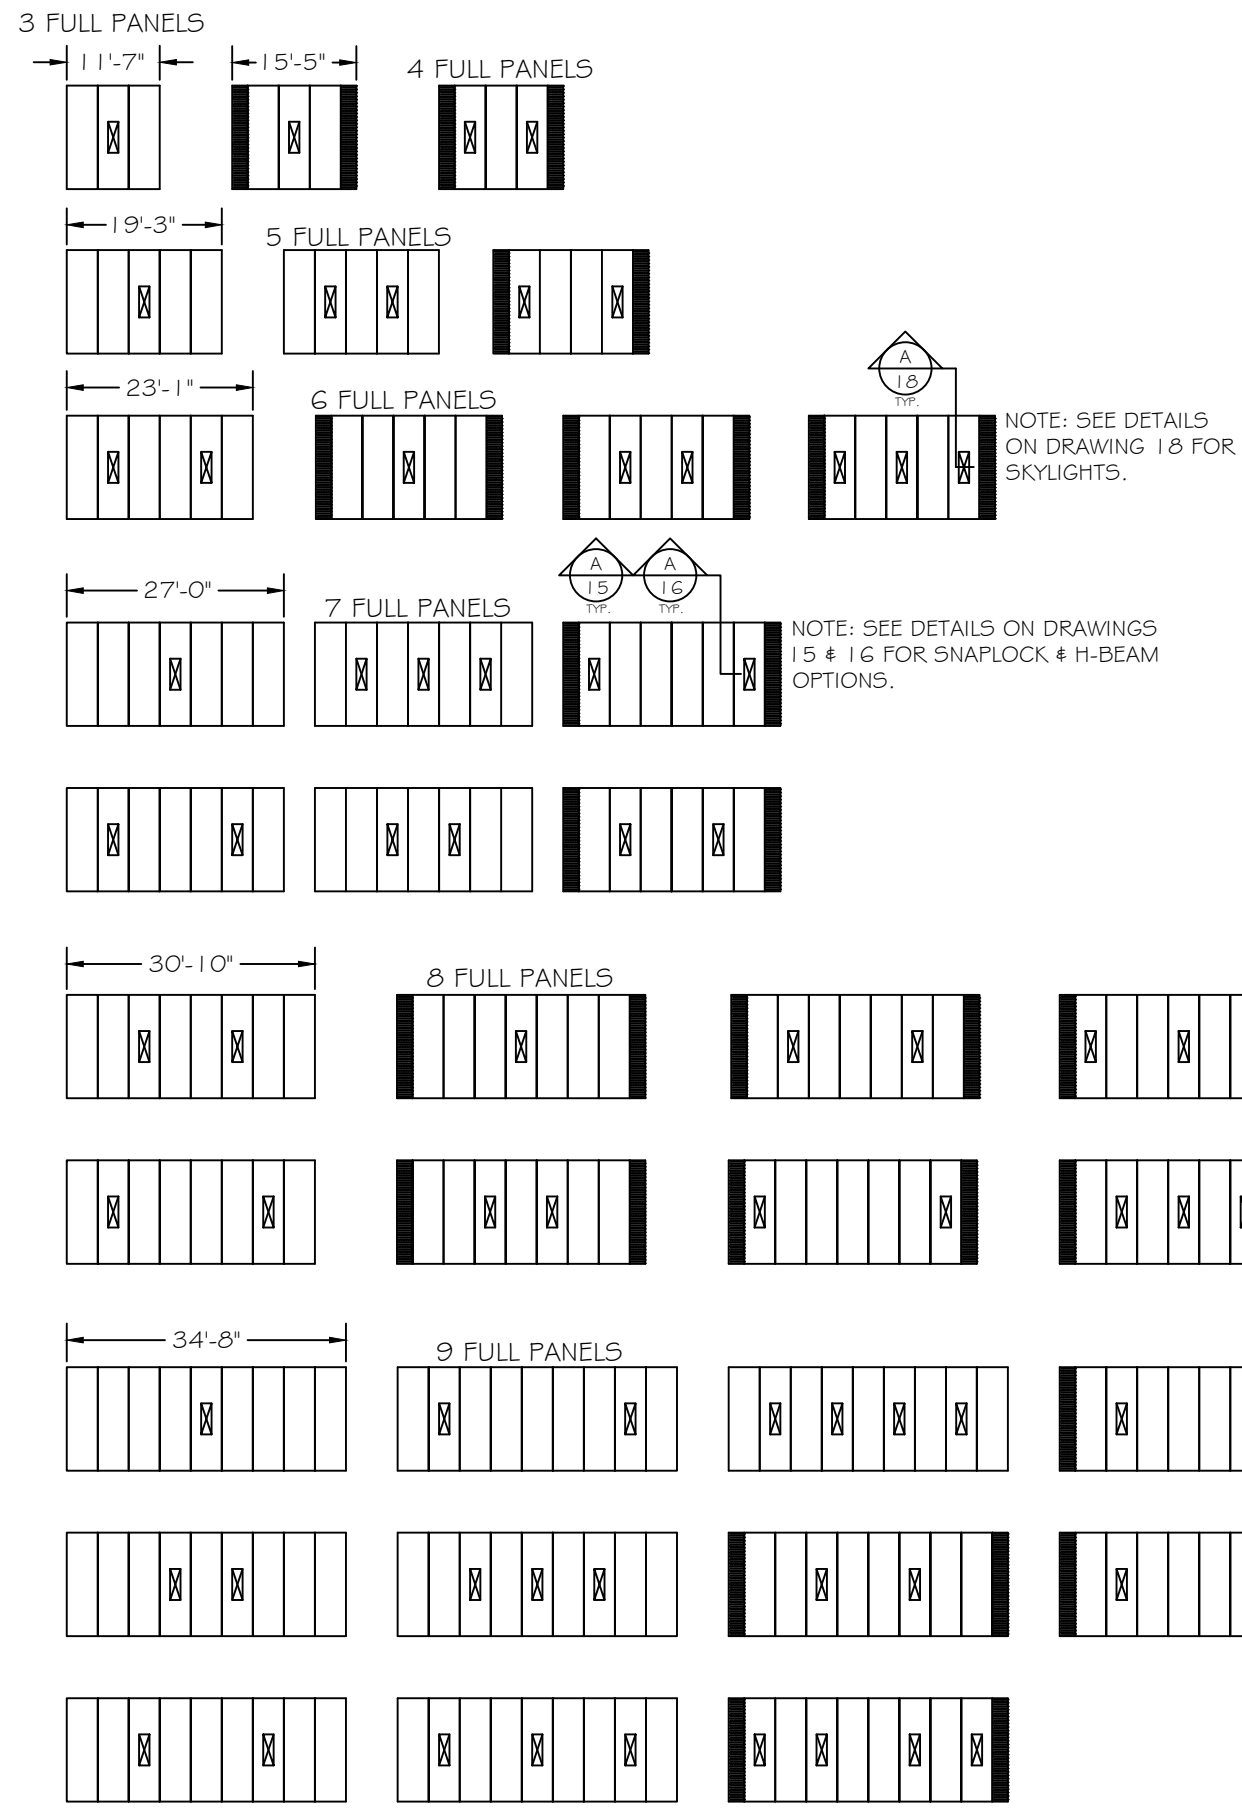 3 FULL PANELS
11'-7"
15'-5"
4 FULL PANELS
19'-3"
5 FULL PANELS
23'-1"
6 FULL PANELS
A
18
TYP.
NOTE: SEE DETAILS
ON DRAWING 18 FOR
SKYLIGHTS.
27'-0"
7 FULL PANELS
A
15
TYP.
A
16
TYP.
NOTE: SEE DETAILS ON DRAWINGS
15 & 16 FOR SNAPLOCK & H-BEAM
OPTIONS.
30'-10"
8 FULL PANELS
34'-8"
9 FULL PANELS